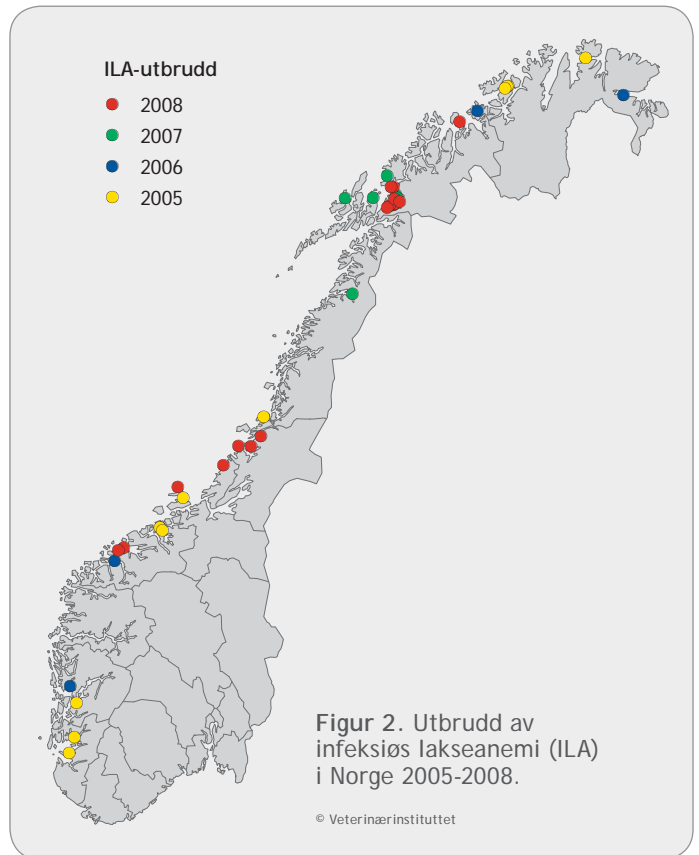 ILA-utbrudd
2008
2007
2006
2005
Figur 2. Utbrudd av
infeksiøs lakseanemi (ILA)
i Norge 2005-2008.
© Veterinærinstituttet